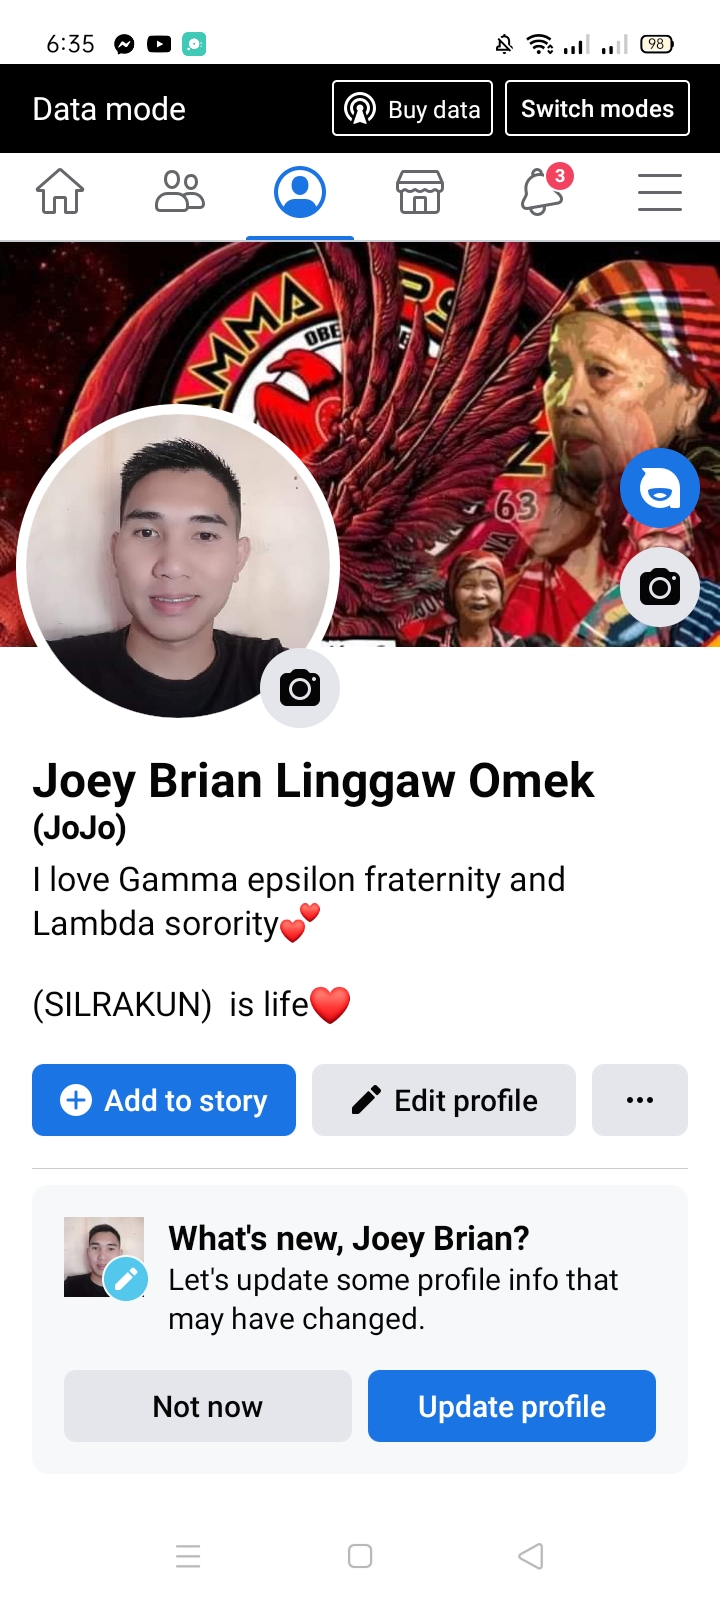 6:35
98
Data mode
Buy data
Switch modes
3
MMA
OBE
63
Joey Brian Linggaw Omek
(JoJo)
I love Gamma epsilon fraternity and
Lambda sorority💕
(SILRAKUN)  is life❤️
Add to story
Edit profile
What's new, Joey Brian?
Let's update some profile info that
may have changed.
Not now
Update profile